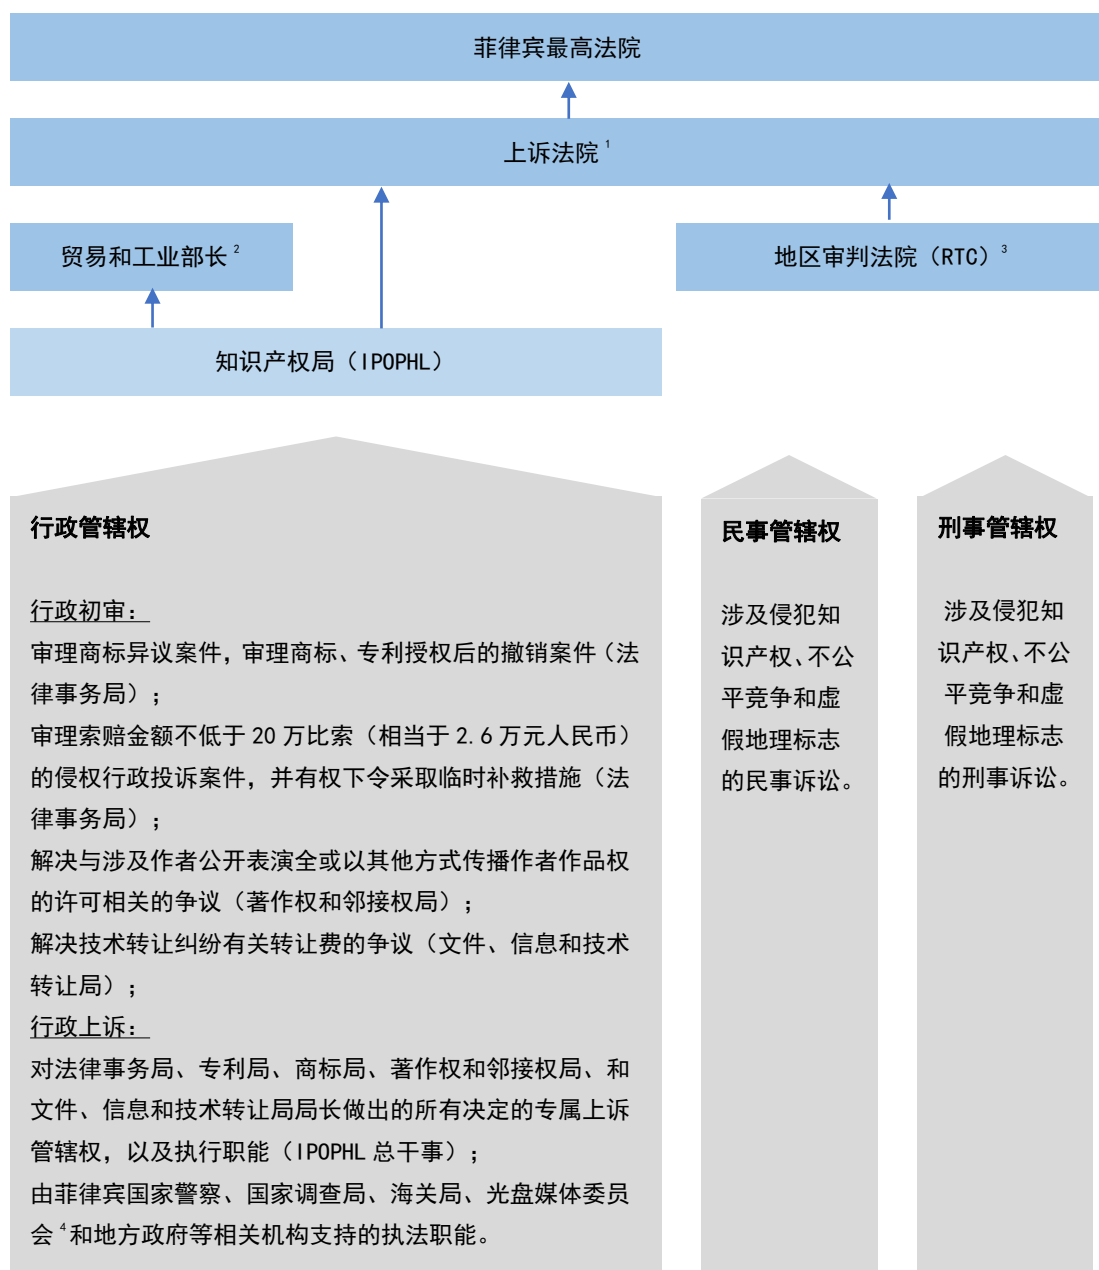 菲律宾最高法院
上诉法院 1
贸易和工业部长 2
地区审判法院（RTC）3
知识产权局（IPOPHL）
行政管辖权
行政初审：
审理商标异议案件，审理商标、专利授权后的撤销案件（法
律事务局）；
审理索赔金额不低于 20 万比索（相当于 2.6 万元人民币）
的侵权行政投诉案件，并有权下令采取临时补救措施（法
律事务局）；
解决与涉及作者公开表演全或以其他方式传播作者作品权
的许可相关的争议（著作权和邻接权局）；
解决技术转让纠纷有关转让费的争议（文件、信息和技术
转让局）；
行政上诉：
对法律事务局、专利局、商标局、著作权和邻接权局、和
文件、信息和技术转让局局长做出的所有决定的专属上诉
管辖权，以及执行职能（IPOPHL 总干事）；
由菲律宾国家警察、国家调查局、海关局、光盘媒体委员
会 4 和地方政府等相关机构支持的执法职能。
民事管辖权
涉及侵犯知
识产权、不公
平竞争和虚
假地理标志
的民事诉讼。
刑事管辖权
涉及侵犯知
识产权、不公
平竞争和虚
假地理标志
的刑事诉讼。